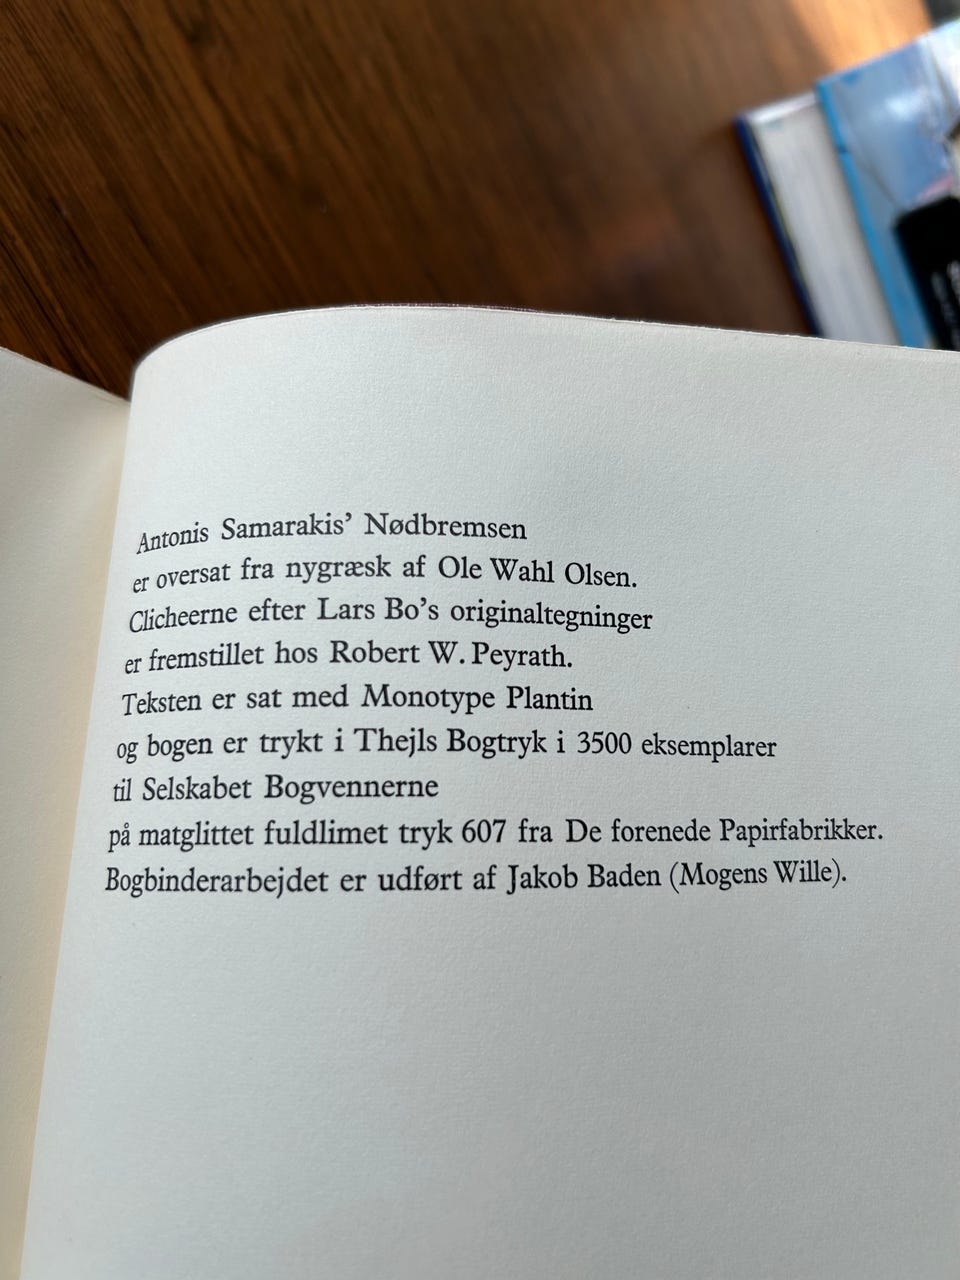 Antonis Samarakis’ Nødbremsen
er oversat fra nygræsk af Ole Wahl Olsen.
Clicheerne efter Lars Bo’s originaltegninger
er fremstillet hos Robert W. Peyrath.
Teksten er sat med Monotype Plantin
og bogen er trykt i Thejls Bogtryk i 3500 eksemplarer
til Selskabet Bogvennerne
på matglittet fuldlimet tryk 607 fra De forenede Papirfabrikker.
Bogbinderarbejdet er udført af Jakob Baden (Mogens Wille).